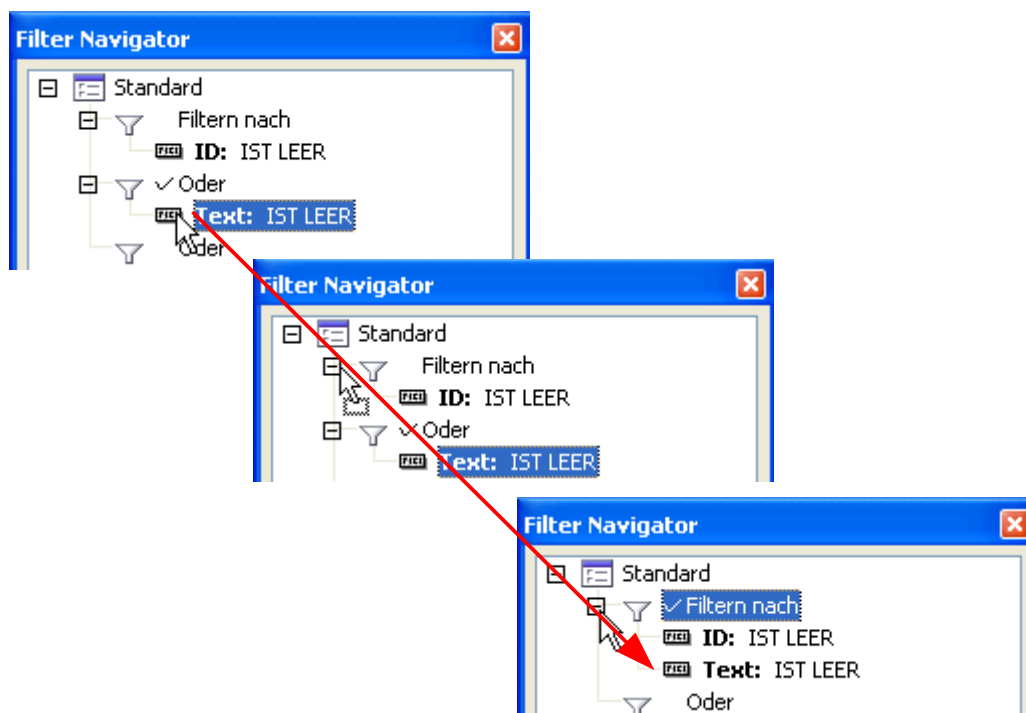 Filter Navigator
Standard
Filtern nach
ID: IST LEER
Oder
Text: IST LEER
Oder
Filter Navigator
Standard
Filtern nach
ID: IST LEER
Oder
Text: IST LEER
Filter Navigator
Standard
Filtern nach
ID: IST LEER
Text: IST LEER
Oder